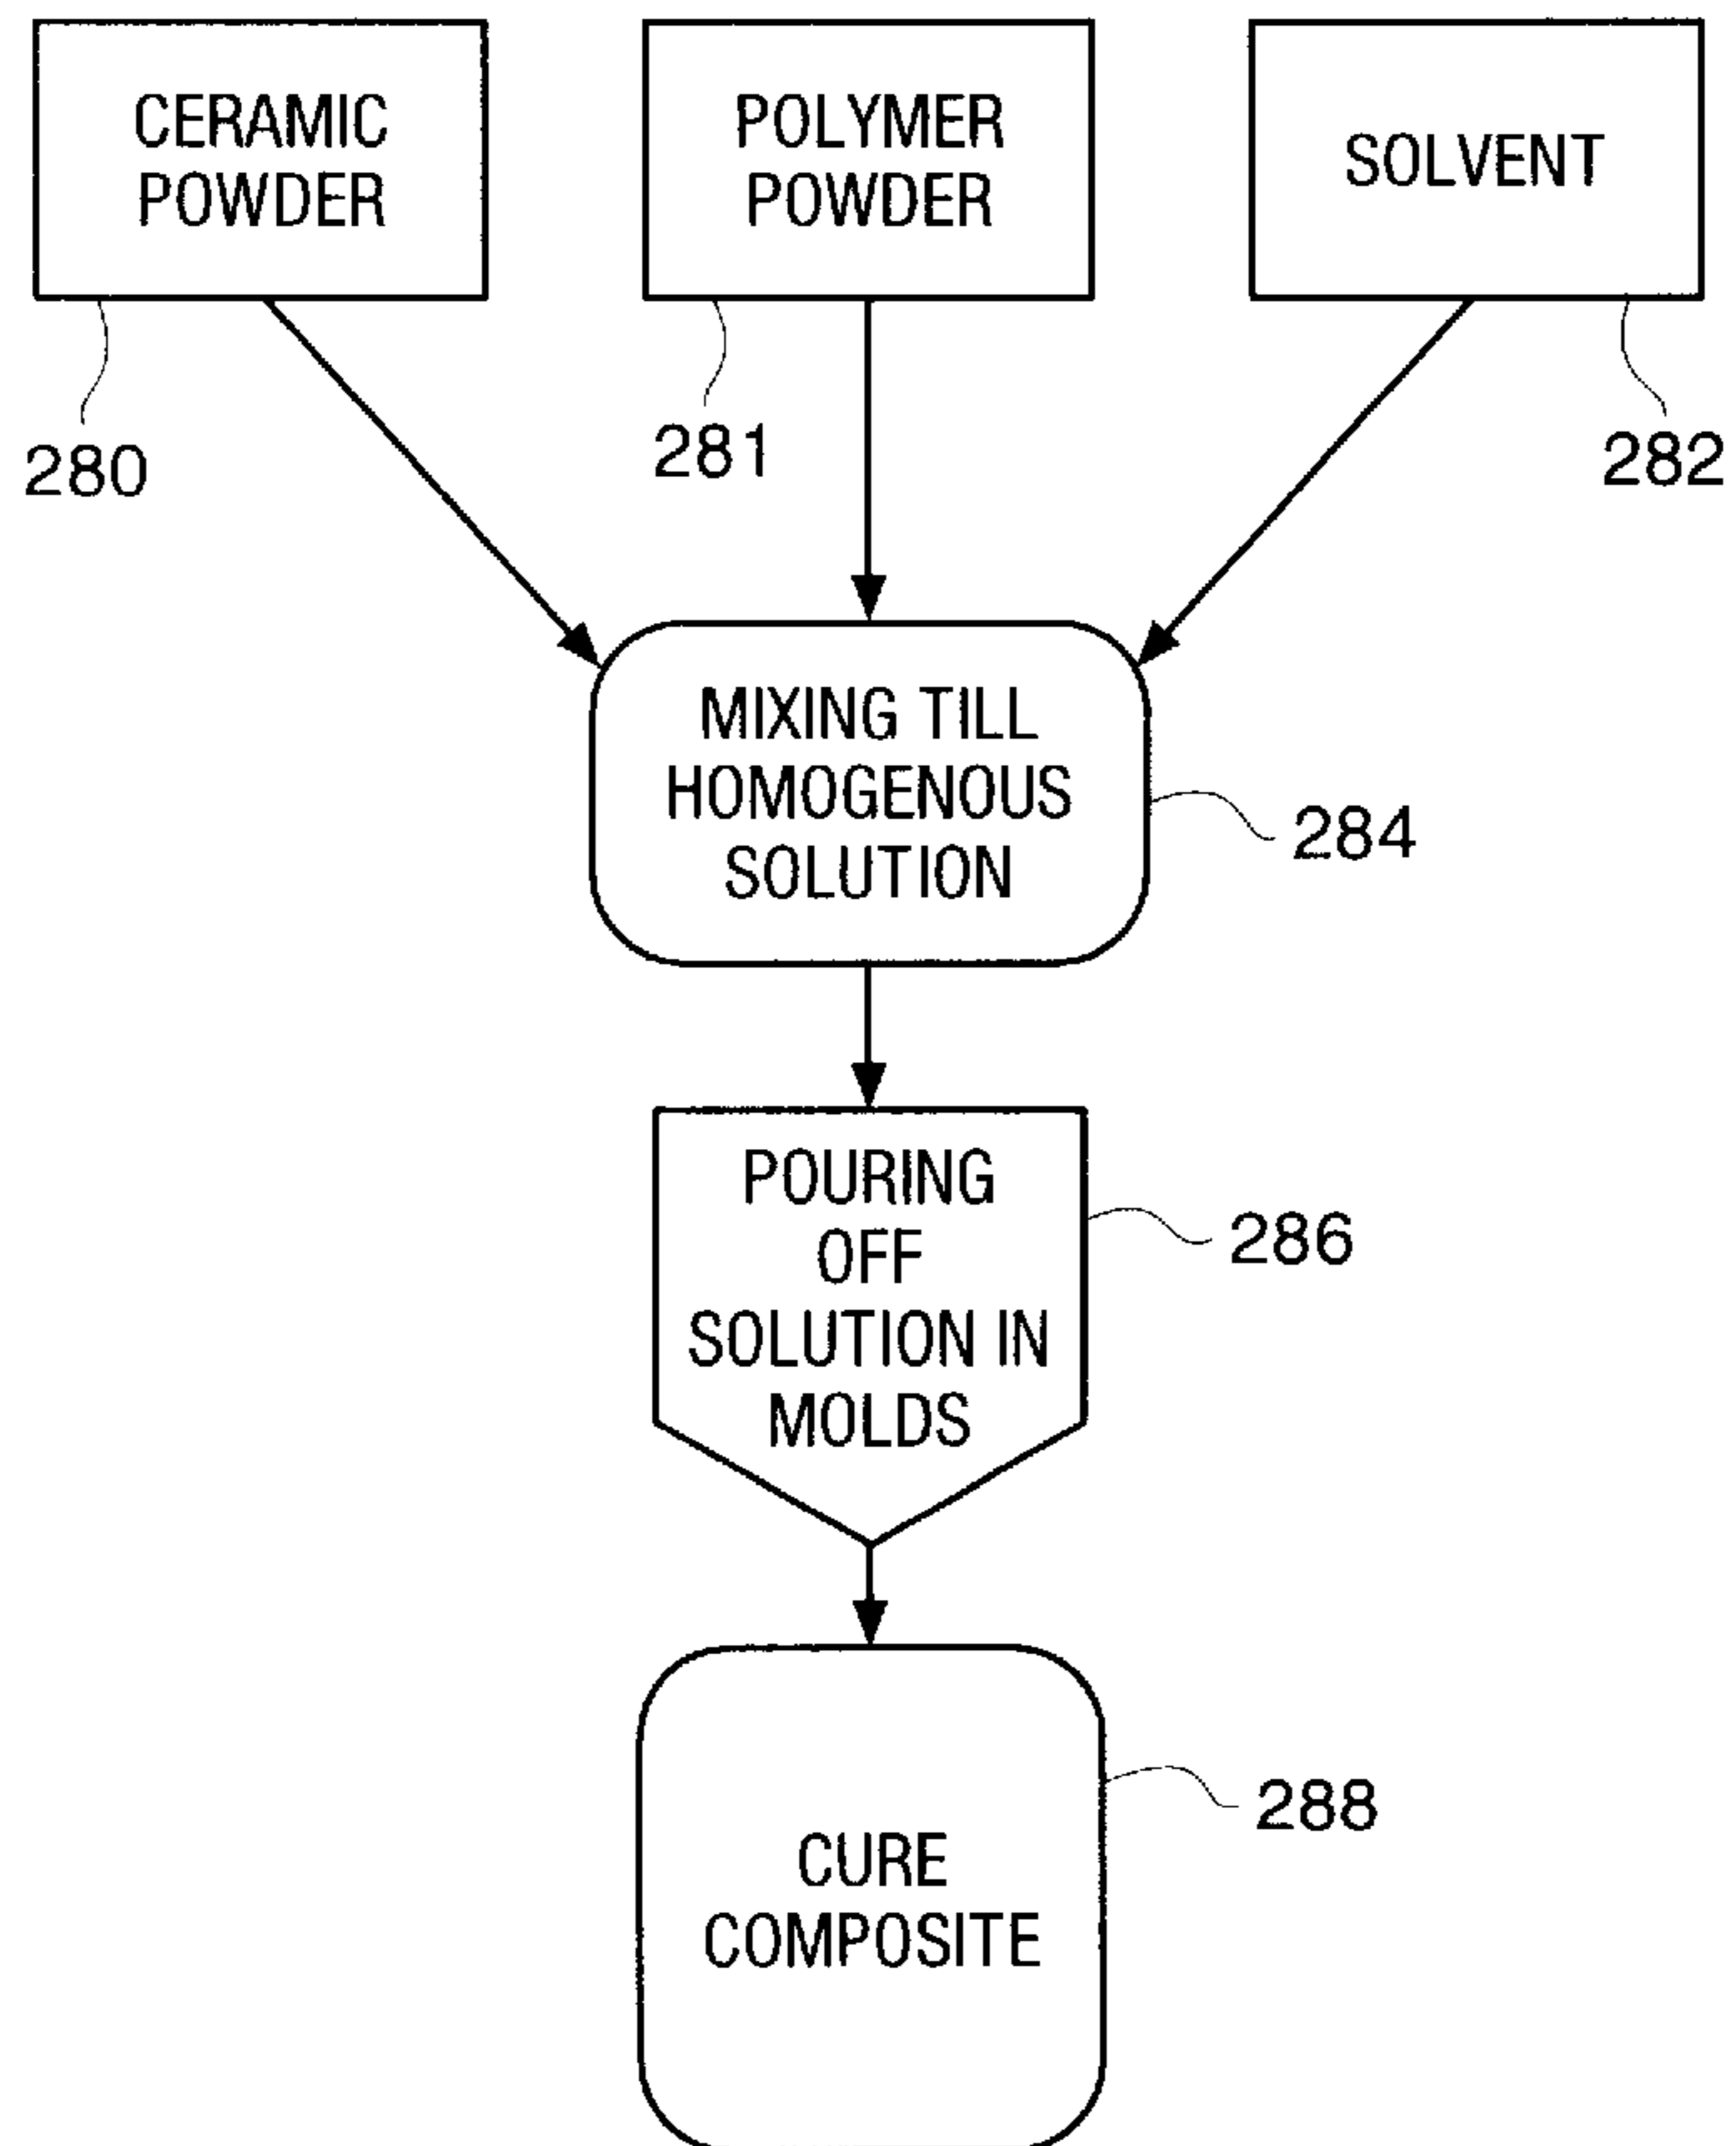 CERAMIC
POWDER
POLYMER
POWDER
SOLVENT
280
281
282
MIXING TILL
HOMOGENOUS
SOLUTION
284
POURING
OFF
SOLUTION IN
MOLDS
286
288
CURE
COMPOSITE